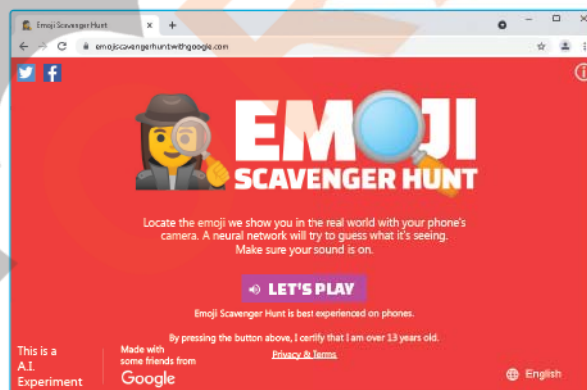 Emoji Scavenger Hunt
emojiscavengerhuntwithgoogle.com
EMOJI
SCAVENGER HUNT
Locate the emoji we show you in the real world with your phone's
camera. A neural network will try to guess what it's seeing.
Make sure your sound is on.
LET'S PLAY
Emoji Scavenger Hunt is best experienced on phones.
By pressing the button above, I certify that I am over 13 years old.
Privacy & Terms
This is a
A.I.
Experiment
Made with
some friends from
Google
English